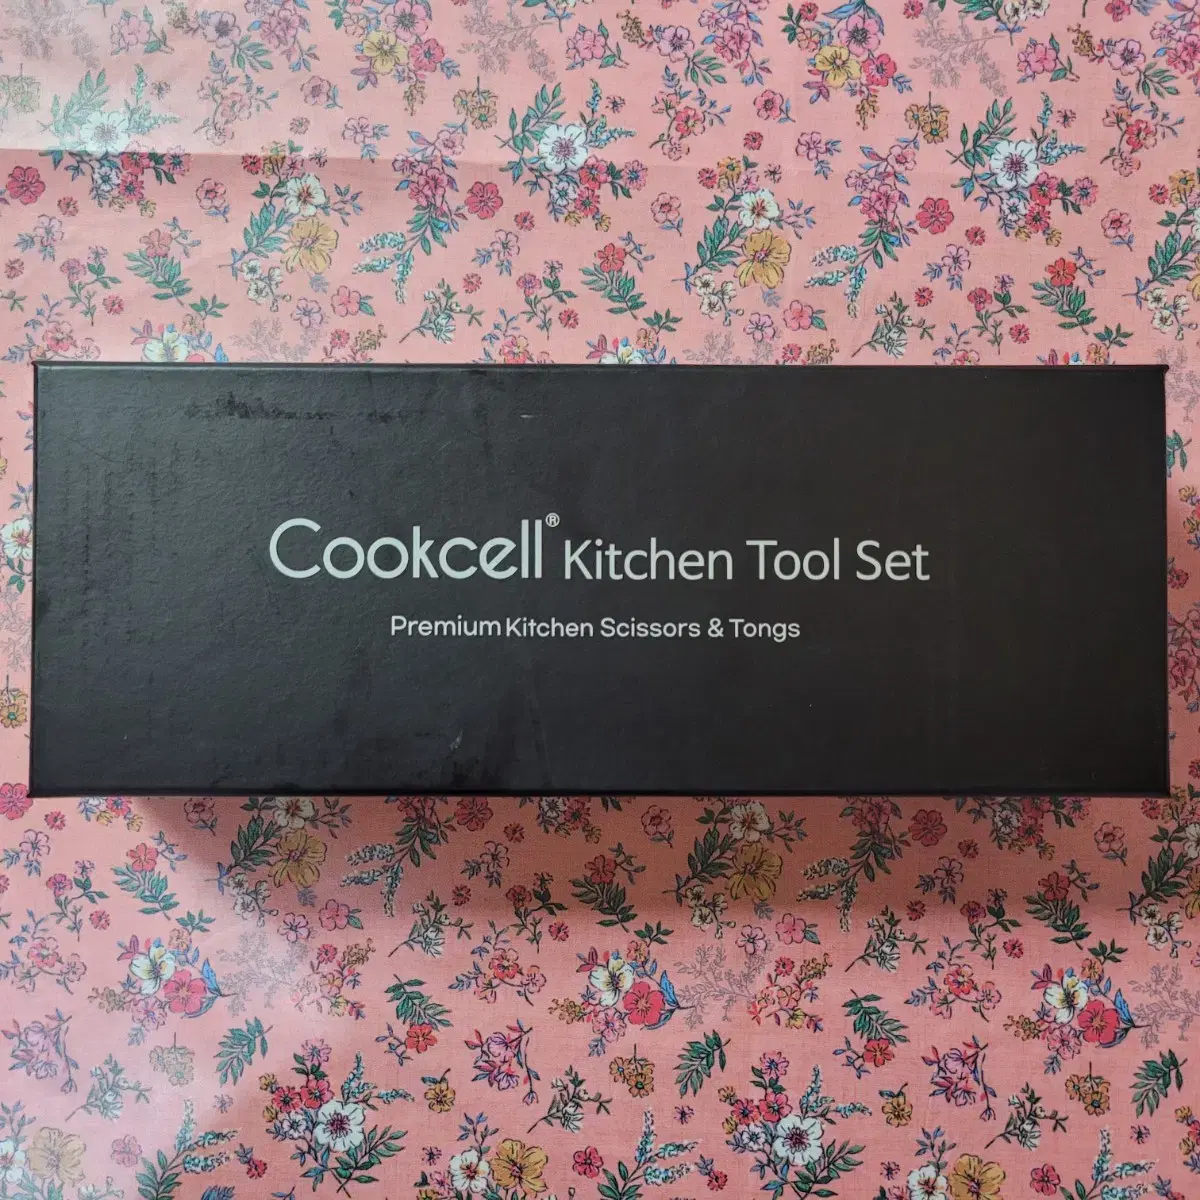 Cookcell® Kitchen Tool Set
Premium Kitchen Scissors & Tongs